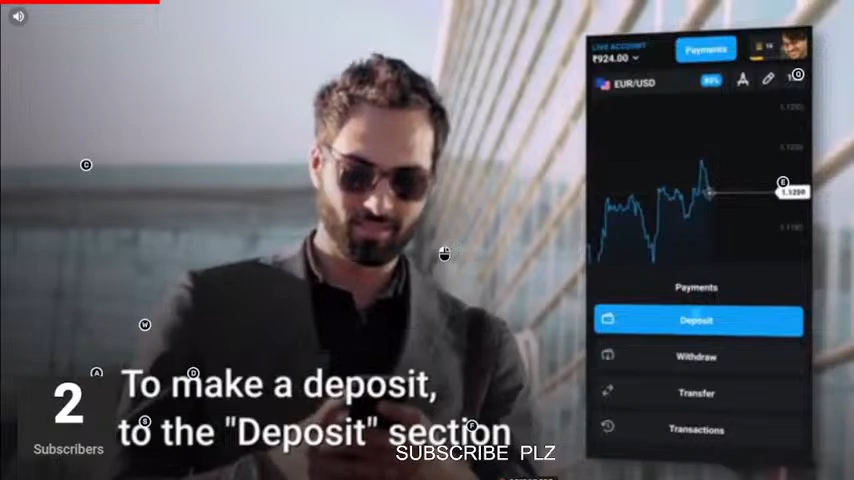 LIVE ACCOUNT
₹924.00
Payments
EUR/USD
80%
1.1200
Payments
Deposit
Withdraw
Transfer
Transactions
C
Q
E
W
A
D
S
F
To make a deposit,
to the "Deposit" section
2
Subscribers
SUBSCRIBE PLZ